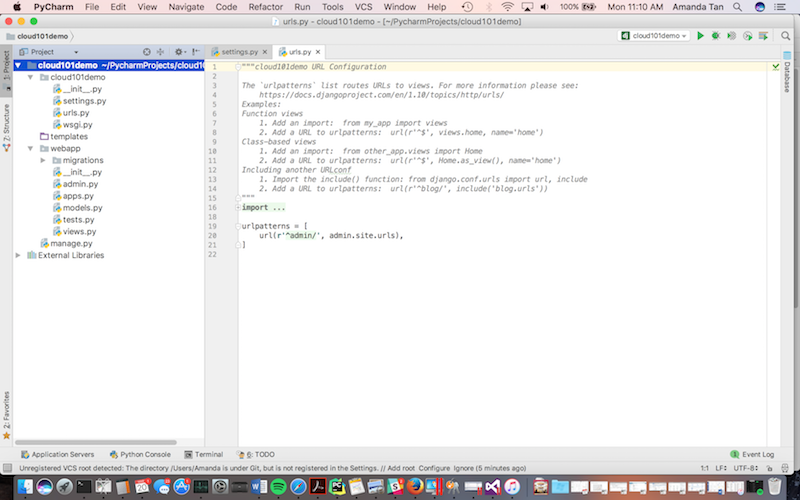 PyCharm File Edit View Navigate Code Refactor Run Tools VCS Window Help 100% Mon 11:10 AM Amanda Tan
urls.py - cloud101demo - [~/PycharmProjects/cloud101demo]
cloud101demo
cloud101demo
Project
settings.py
urls.py
1: Project
2: Structure
2: Favorites
Database
cloud101demo ~/PycharmProjects/cloud10
cloud101demo
__init__.py
settings.py
urls.py
wsgi.py
templates
webapp
migrations
__init__.py
admin.py
apps.py
models.py
tests.py
views.py
manage.py
External Libraries
1 """cloud101demo URL Configuration
2
3 The `urlpatterns` list routes URLs to views. For more information please see:
4 https://docs.djangoproject.com/en/1.10/topics/http/urls/
5 Examples:
6 Function views
7 1. Add an import: from my_app import views
8 2. Add a URL to urlpatterns: url(r'^$', views.home, name='home')
9 Class-based views
10 1. Add an import: from other_app.views import Home
11 2. Add a URL to urlpatterns: url(r'^$', Home.as_view(), name='home')
12 Including another URLconf
13 1. Import the include() function: from django.conf.urls import url, include
14 2. Add a URL to urlpatterns: url(r'^blog/', include('blog.urls'))
15 """
16 import ...
18
19 urlpatterns = [
20 url(r'^admin/', admin.site.urls),
21 ]
22
Application Servers Python Console Terminal 6: TODO Event Log
Unregistered VCS root detected: The directory /Users/Amanda is under Git, but is not registered in the Settings. // Add root Configure Ignore (5 minutes ago) 1:1 LF÷ UTF-8÷